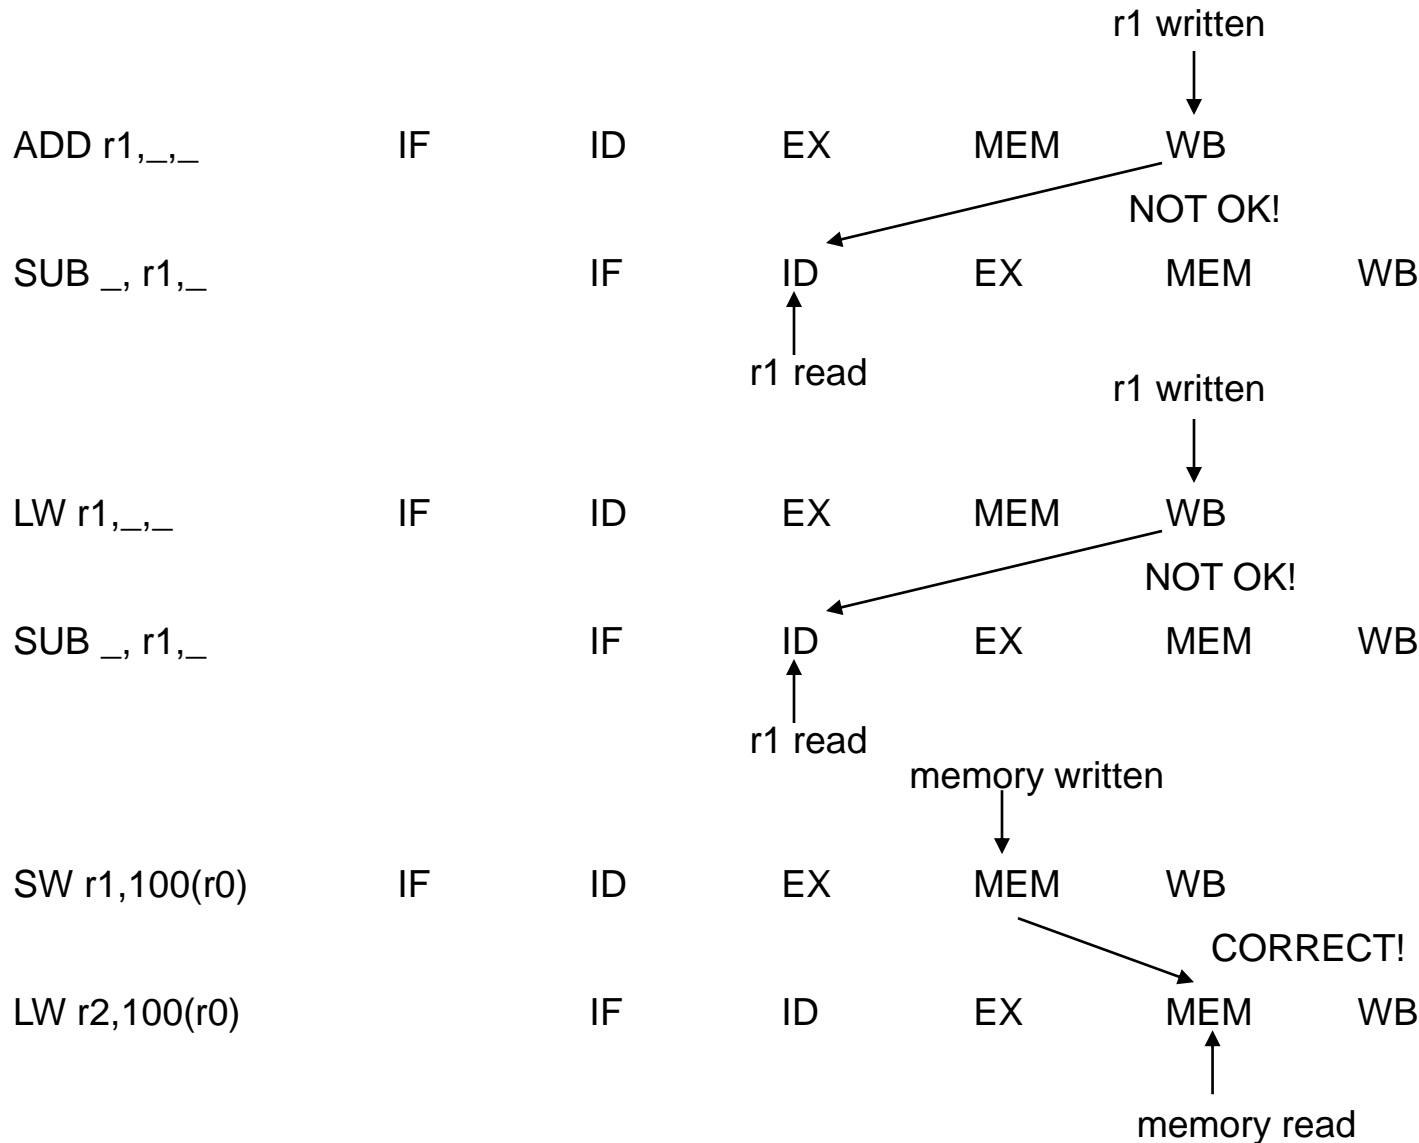 r1 written
ADD r1,_,_ IF ID EX MEM WB
NOT OK!
SUB _, r1,_ IF ID EX MEM WB
r1 read
r1 written
LW r1,_,_ IF ID EX MEM WB
NOT OK!
SUB _, r1,_ IF ID EX MEM WB
r1 read
memory written
SW r1,100(r0) IF ID EX MEM WB
CORRECT!
LW r2,100(r0) IF ID EX MEM WB
memory read